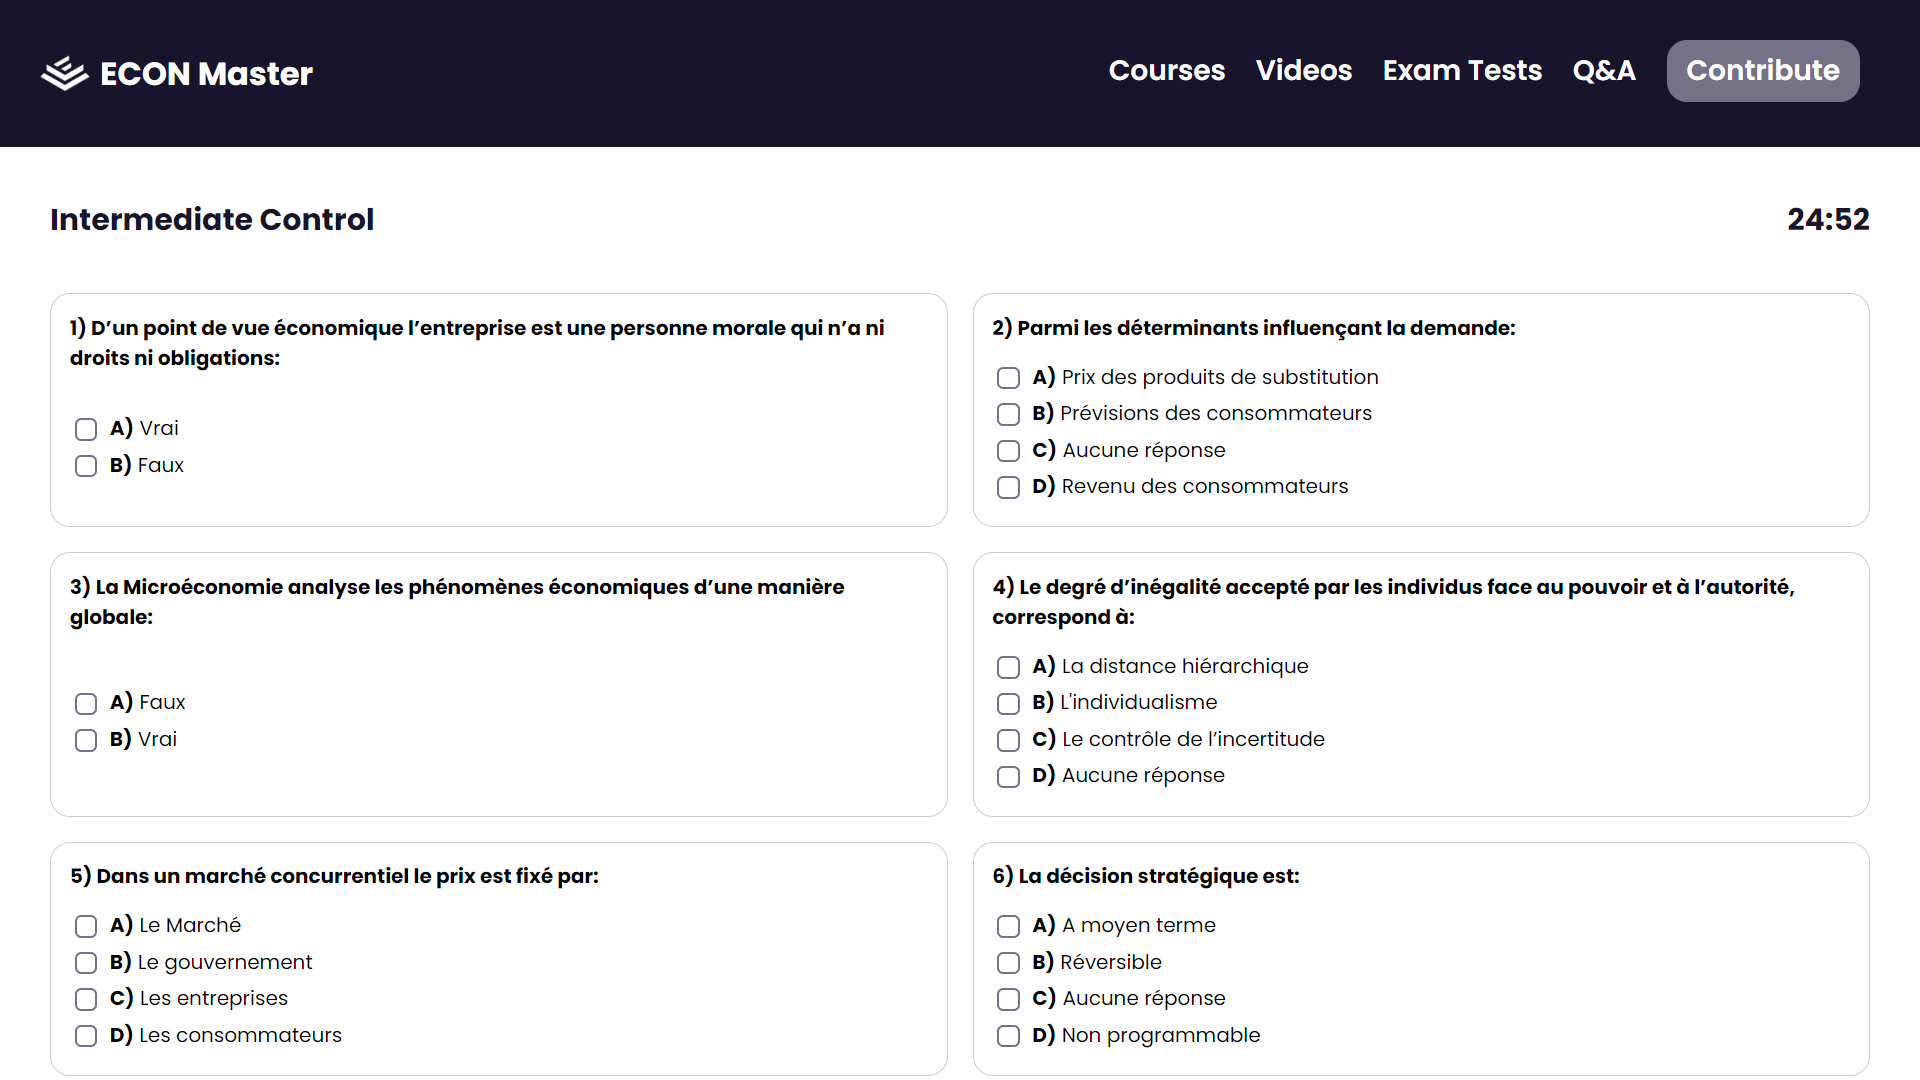 ECON Master
Courses
Videos
Exam Tests
Q&A
Contribute
Intermediate Control
24:52
1) D’un point de vue économique l’entreprise est une personne morale qui n’a ni
droits ni obligations:
A) Vrai
B) Faux
2) Parmi les déterminants influençant la demande:
A) Prix des produits de substitution
B) Prévisions des consommateurs
C) Aucune réponse
D) Revenu des consommateurs
3) La Microéconomie analyse les phénomènes économiques d’une manière
globale:
A) Faux
B) Vrai
4) Le degré d’inégalité accepté par les individus face au pouvoir et à l’autorité,
correspond à:
A) La distance hiérarchique
B) L'individualisme
C) Le contrôle de l’incertitude
D) Aucune réponse
5) Dans un marché concurrentiel le prix est fixé par:
A) Le Marché
B) Le gouvernement
C) Les entreprises
D) Les consommateurs
6) La décision stratégique est:
A) A moyen terme
B) Réversible
C) Aucune réponse
D) Non programmable